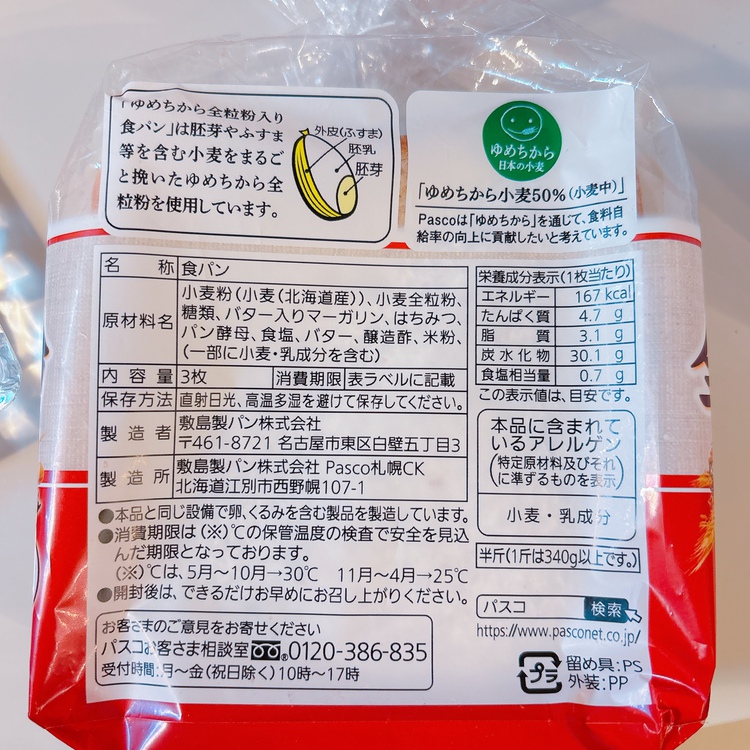 「ゆめちから全粒粉入り
食パン」は胚芽やふすま
等を含む小麦をまるご
と挽いたゆめちから全
粒粉を使用しています。
外皮(ふすま)
胚乳
胚芽
ゆめちから
日本の小麦
「ゆめちから小麦50%(小麦中)」
Pascoは「ゆめちから」を通じて、食料自
給率の向上に貢献したいと考えています。
名称 食パン
原材料名
小麦粉(小麦(北海道産))、小麦全粒粉、
糖類、バター入りマーガリン、はちみつ、
パン酵母、食塩、バター、醸造酢、米粉、
(一部に小麦・乳成分を含む)
内容量 3枚 消費期限 表ラベルに記載
保存方法 直射日光、高温多湿を避けて保存してください。
製造者
敷島製パン株式会社
〒461-8721 名古屋市東区白壁五丁目3
製造所
敷島製パン株式会社 Pasco札幌CK
北海道江別市西野幌107-1
●本品と同じ設備で卵、くるみを含む製品を製造しています。
●消費期限は(※)℃の保管温度の検査で安全を見込
んだ期限となっております。
(※)℃は、5月〜10月→30℃ 11月〜4月→25℃
●開封後は、できるだけお早めにお召し上がりください。
お客さまのご意見をお寄せください
パスコお客さま相談室 0120-386-835
受付時間:月〜金(祝日除く)10時〜17時
栄養成分表示(1枚当たり)
エネルギー 167 kcal
たんぱく質 4.7 g
脂質 3.1 g
炭水化物 30.1 g
食塩相当量 0.7 g
この表示値は、目安です。
本品に含まれて
いるアレルゲン
(特定原材料及びそれ
に準ずるものを表示)
小麦・乳成分
半斤(1斤は340g以上です。)
パスコ 検索
https://www.pasconet.co.jp/
プラ
留め具:PS
外装:PP